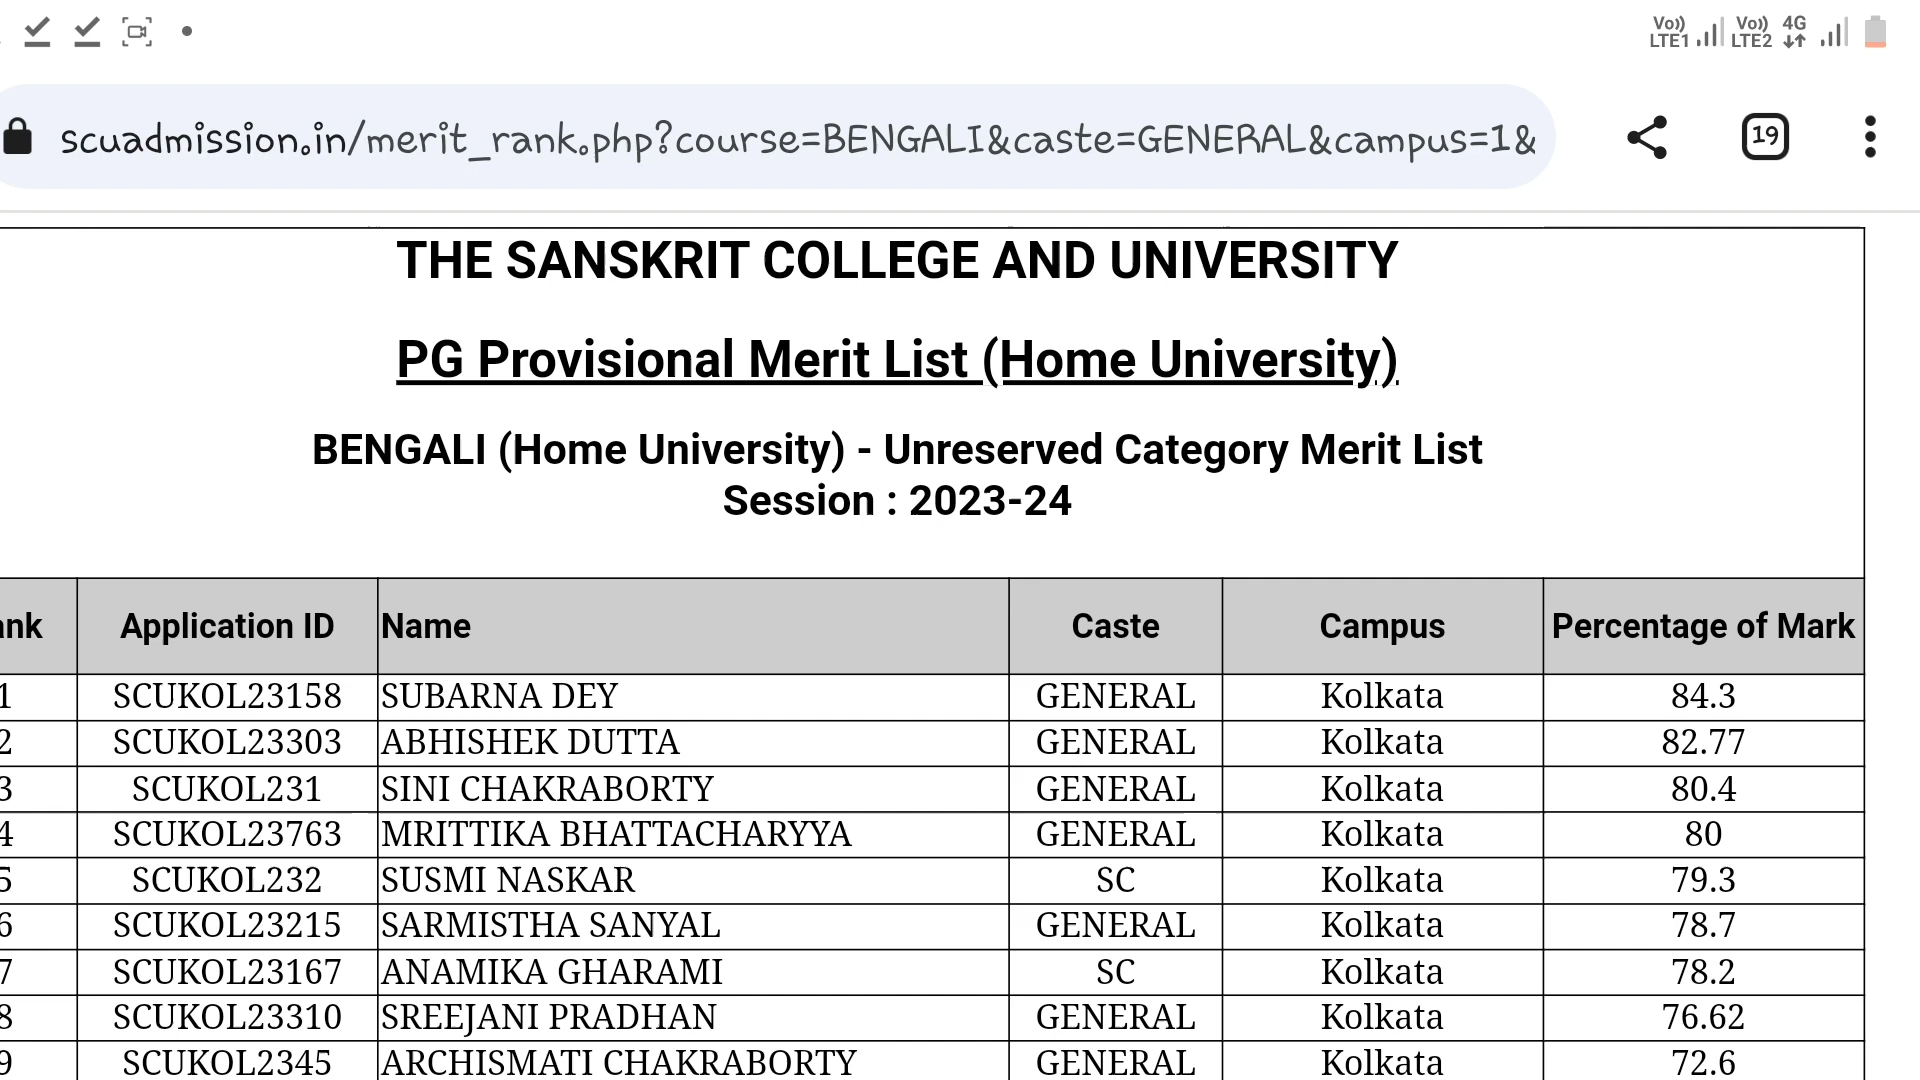 Vo)) LTE1 Vo)) LTE2 4G
scuadmission.in/merit_rank.php?course=BENGALI&caste=GENERAL&campus=1&
19
THE SANSKRIT COLLEGE AND UNIVERSITY
PG Provisional Merit List (Home University)
BENGALI (Home University) - Unreserved Category Merit List
Session : 2023-24
ank Application ID Name Caste Campus Percentage of Mark
1 SCUKOL23158 SUBARNA DEY GENERAL Kolkata 84.3
2 SCUKOL23303 ABHISHEK DUTTA GENERAL Kolkata 82.77
3 SCUKOL231 SINI CHAKRABORTY GENERAL Kolkata 80.4
4 SCUKOL23763 MRITTIKA BHATTACHARYYA GENERAL Kolkata 80
5 SCUKOL232 SUSMI NASKAR SC Kolkata 79.3
6 SCUKOL23215 SARMISTHA SANYAL GENERAL Kolkata 78.7
7 SCUKOL23167 ANAMIKA GHARAMI SC Kolkata 78.2
8 SCUKOL23310 SREEJANI PRADHAN GENERAL Kolkata 76.62
9 SCUKOL2345 ARCHISMATI CHAKRABORTY GENERAL Kolkata 72.6